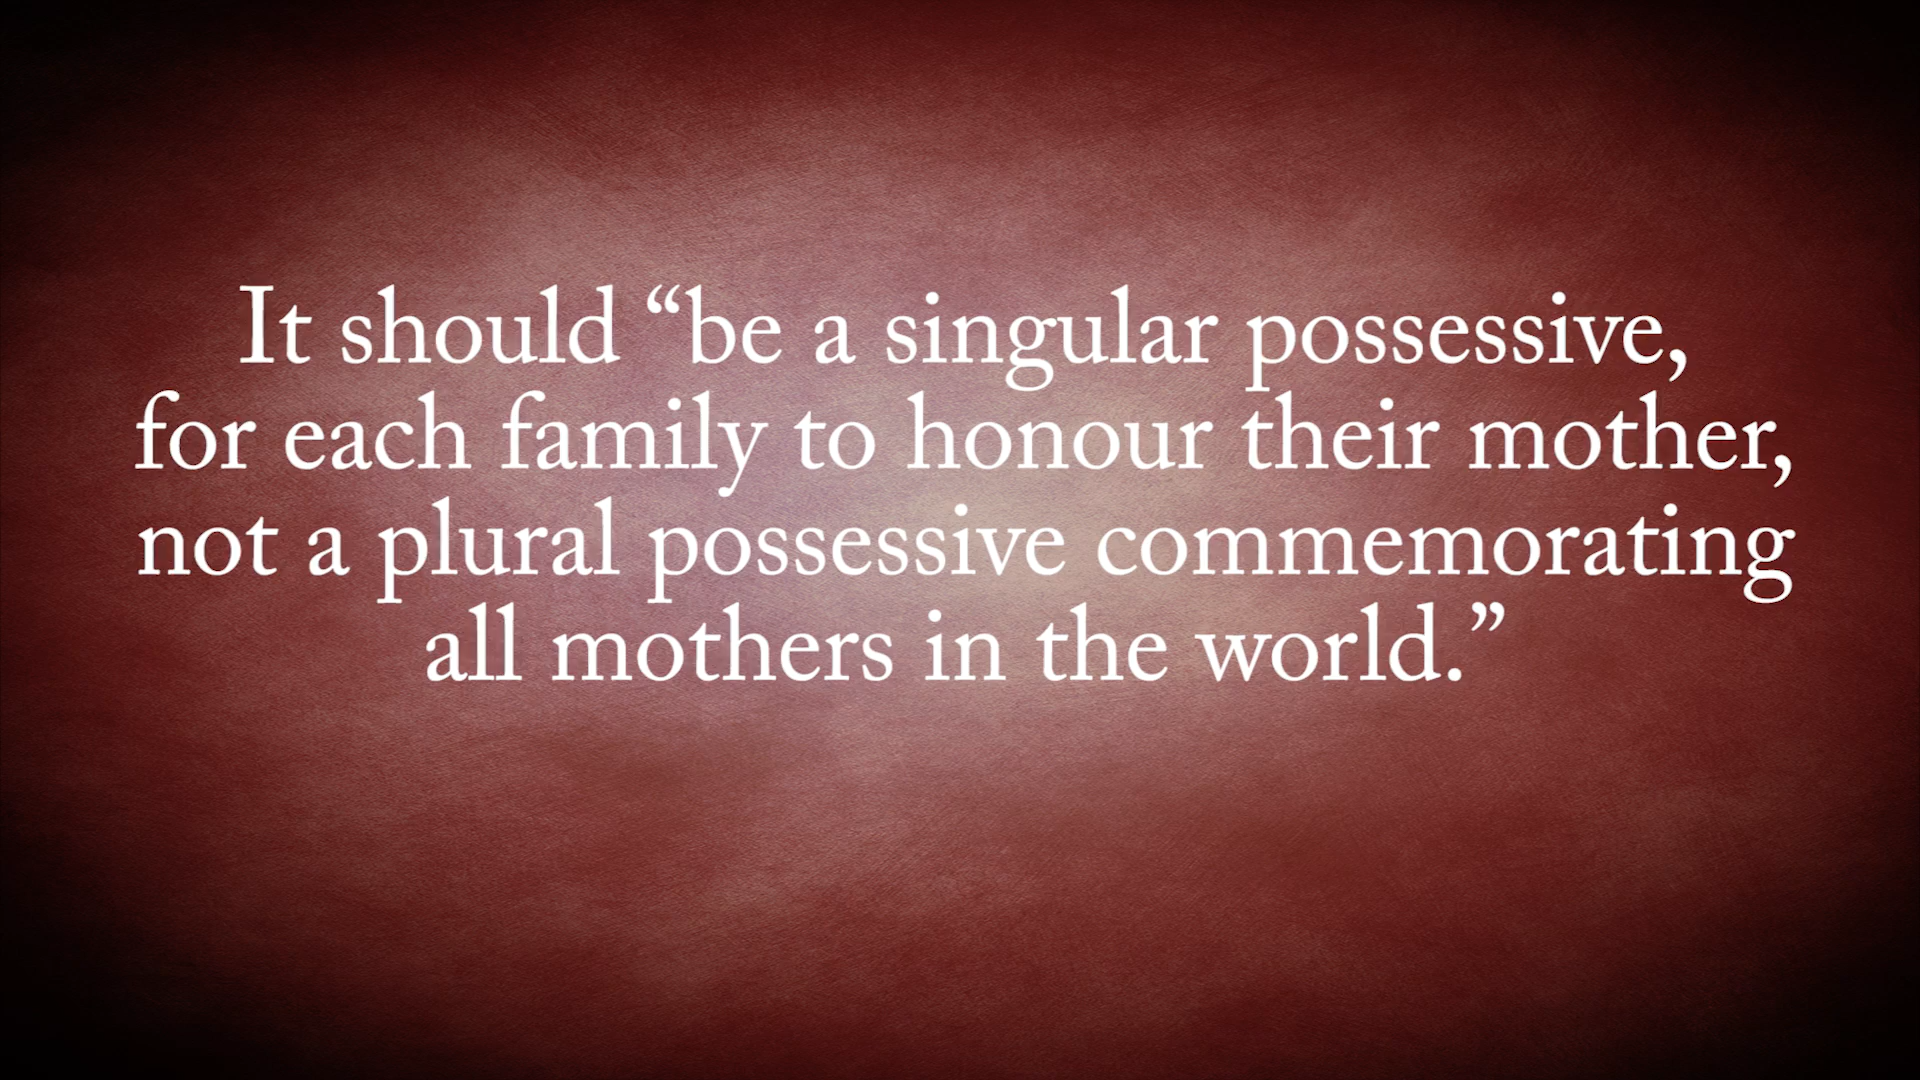 It should “be a singular possessive,
for each family to honour their mother,
not a plural possessive commemorating
all mothers in the world.”